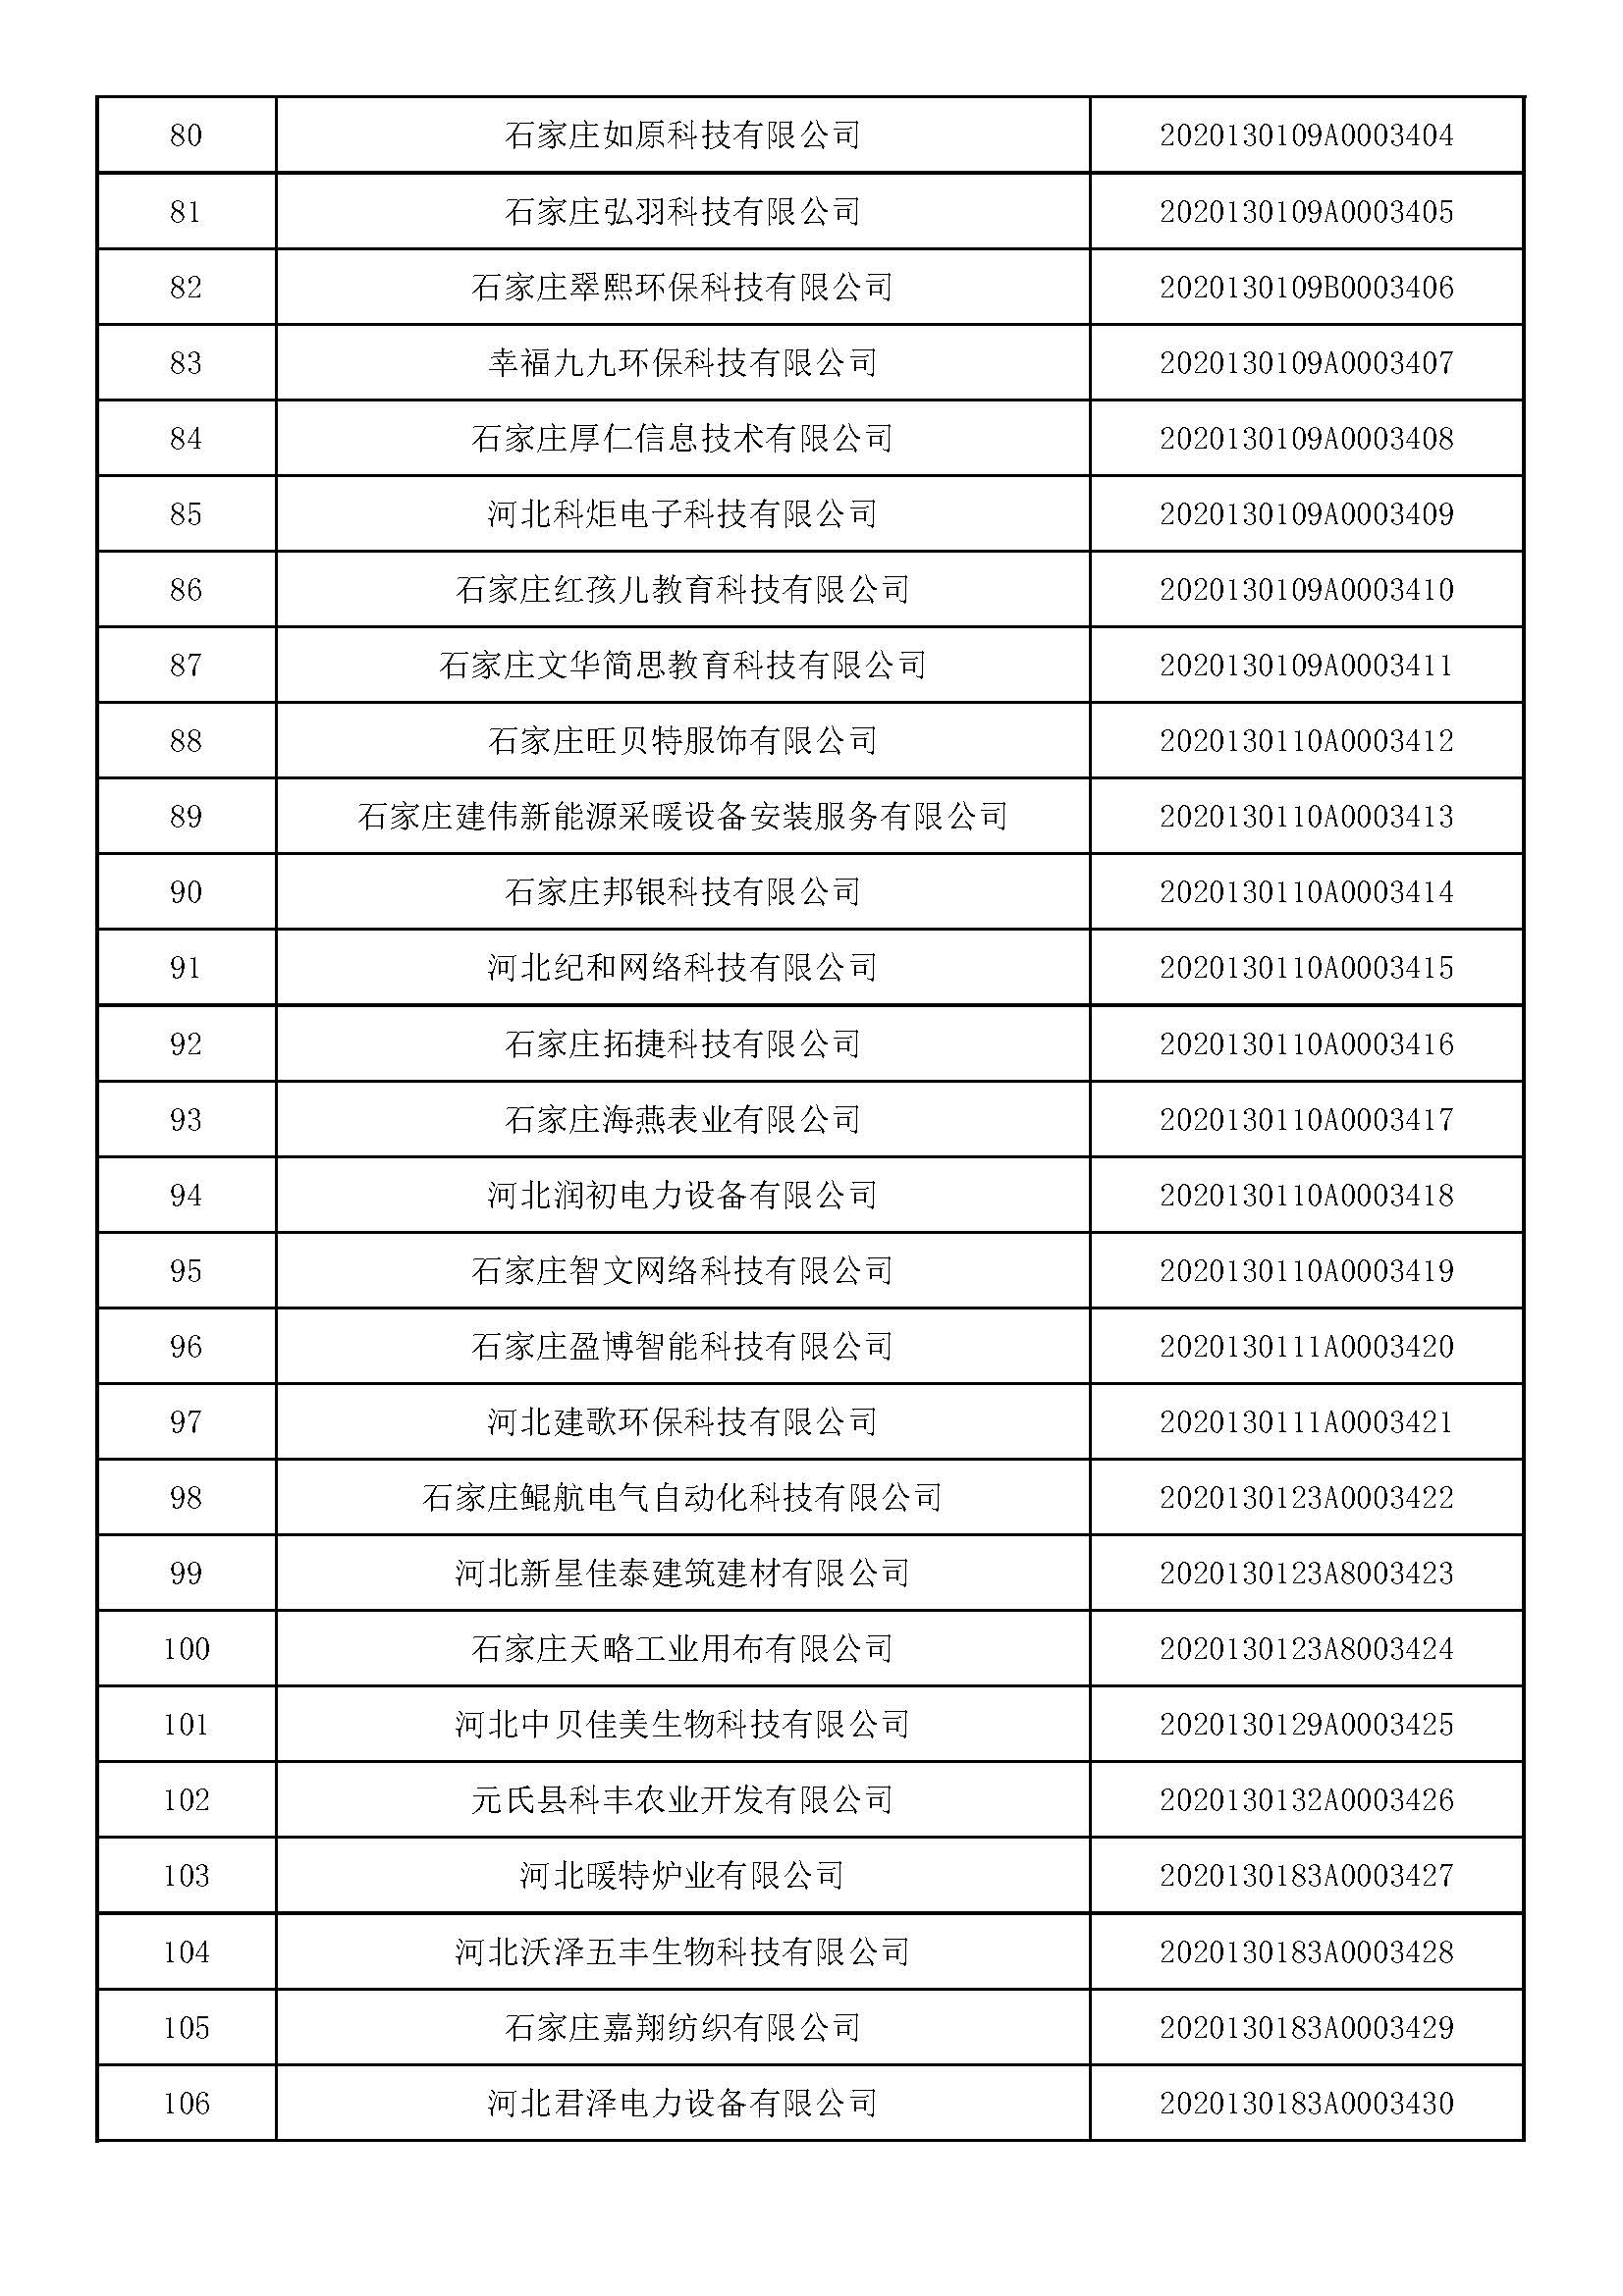 80 石家庄如原科技有限公司 2020130109A0003404
81 石家庄弘羽科技有限公司 2020130109A0003405
82 石家庄翠熙环保科技有限公司 2020130109B0003406
83 幸福九九环保科技有限公司 2020130109A0003407
84 石家庄厚仁信息技术有限公司 2020130109A0003408
85 河北科炬电子科技有限公司 2020130109A0003409
86 石家庄红孩儿教育科技有限公司 2020130109A0003410
87 石家庄文华简思教育科技有限公司 2020130109A0003411
88 石家庄旺贝特服饰有限公司 2020130110A0003412
89 石家庄建伟新能源采暖设备安装服务有限公司 2020130110A0003413
90 石家庄邦银科技有限公司 2020130110A0003414
91 河北纪和网络科技有限公司 2020130110A0003415
92 石家庄拓捷科技有限公司 2020130110A0003416
93 石家庄海燕表业有限公司 2020130110A0003417
94 河北润初电力设备有限公司 2020130110A0003418
95 石家庄智文网络科技有限公司 2020130110A0003419
96 石家庄盈博智能科技有限公司 2020130111A0003420
97 河北建歌环保科技有限公司 2020130111A0003421
98 石家庄鲲航电气自动化科技有限公司 2020130123A0003422
99 河北新星佳泰建筑建材有限公司 2020130123A8003423
100 石家庄天略工业用布有限公司 2020130123A8003424
101 河北中贝佳美生物科技有限公司 2020130129A0003425
102 元氏县科丰农业开发有限公司 2020130132A0003426
103 河北暖特炉业有限公司 2020130183A0003427
104 河北沃泽五丰生物科技有限公司 2020130183A0003428
105 石家庄嘉翔纺织有限公司 2020130183A0003429
106 河北君泽电力设备有限公司 2020130183A0003430